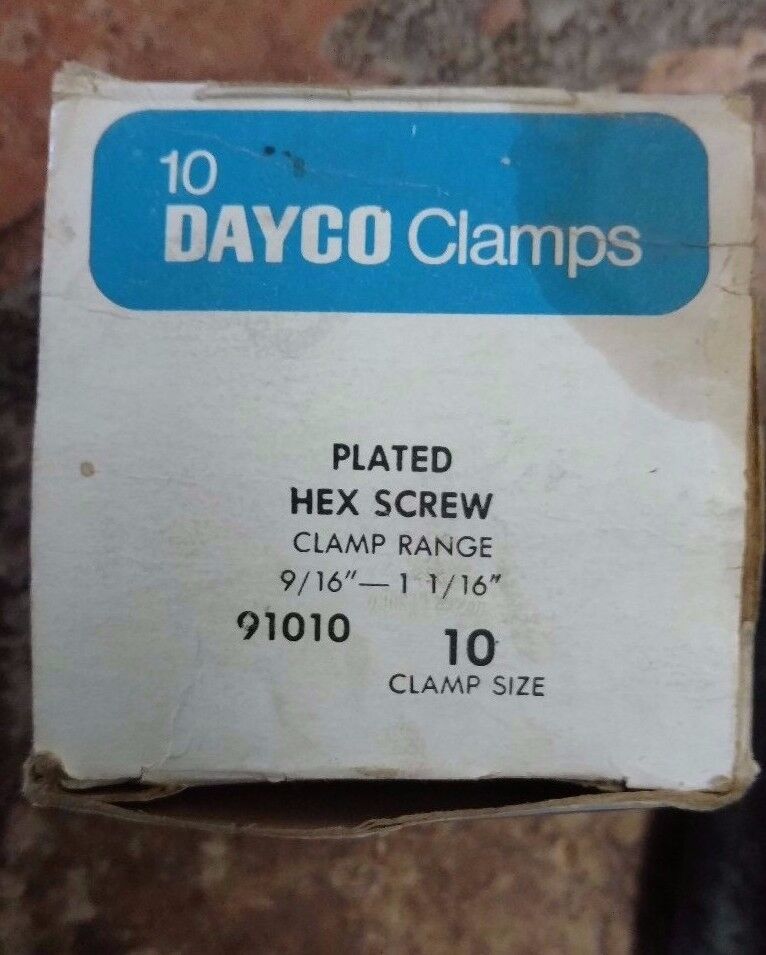 10
DAYCO Clamps
PLATED
HEX SCREW
CLAMP RANGE
9/16"—1 1/16"
91010 10
CLAMP SIZE